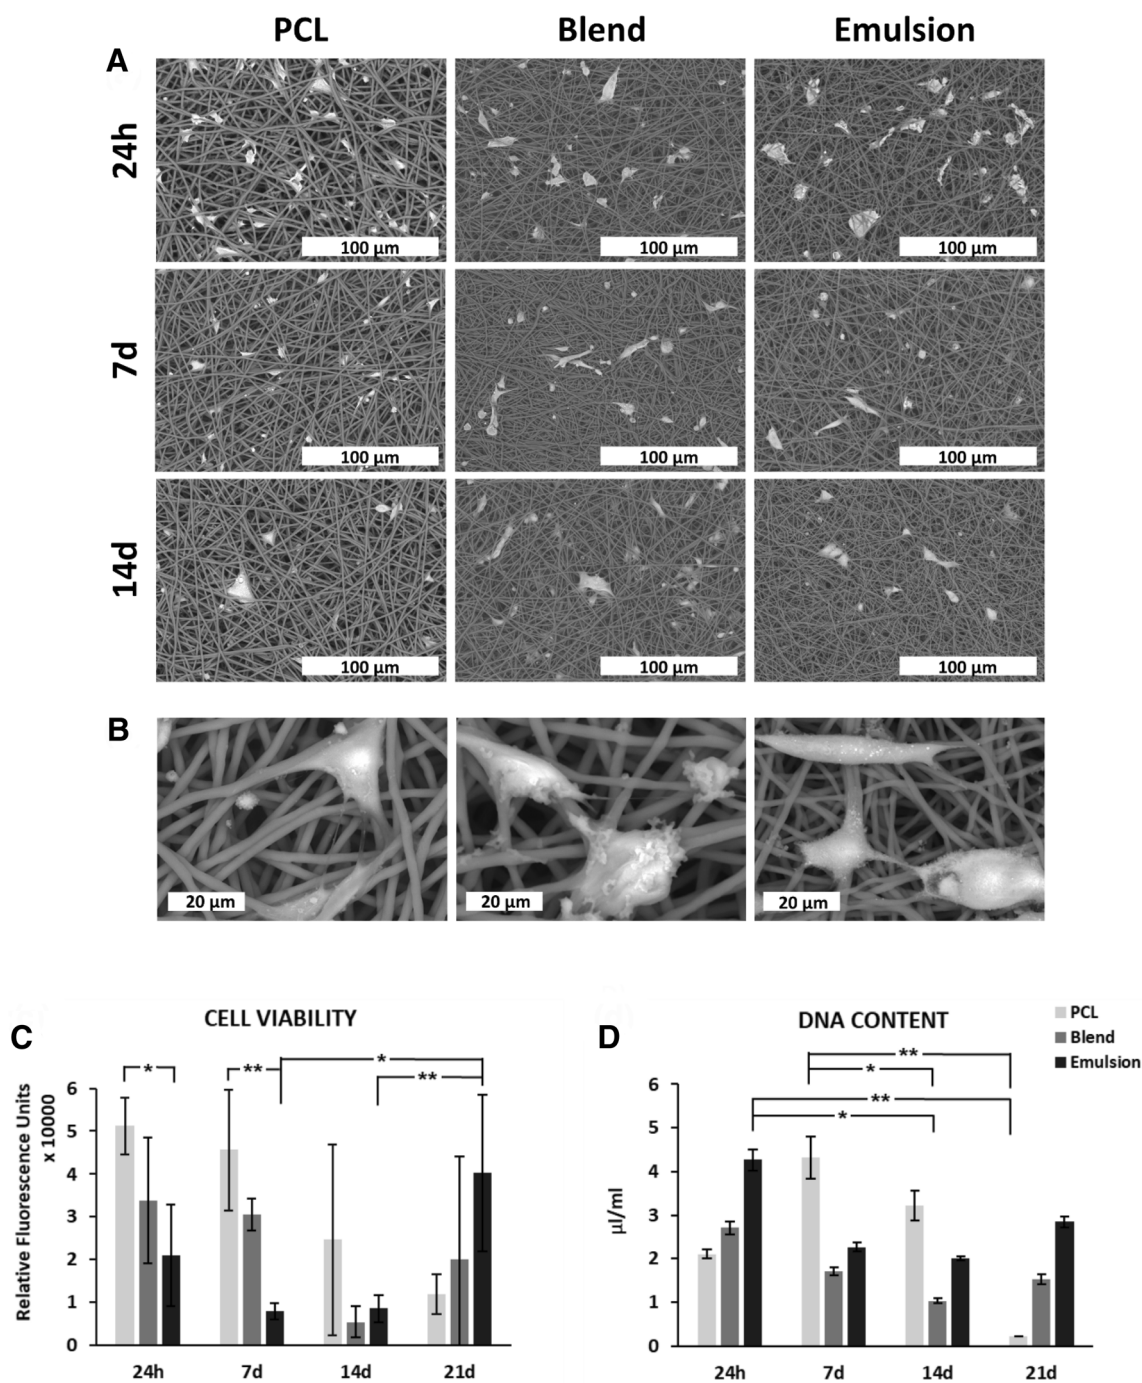 PCL Blend Emulsion
A
24h
100 µm 100 µm 100 µm
7d
100 µm 100 µm 100 µm
14d
100 µm 100 µm 100 µm
B
20 µm 20 µm 20 µm
C
CELL VIABILITY
Relative Fluorescence Units
x 10000
* ** * **
6
5
4
3
2
1
0
24h 7d 14d 21d
D
DNA CONTENT
PCL
Blend
Emulsion
**
*
**
*
µl/ml
6
5
4
3
2
1
0
24h 7d 14d 21d